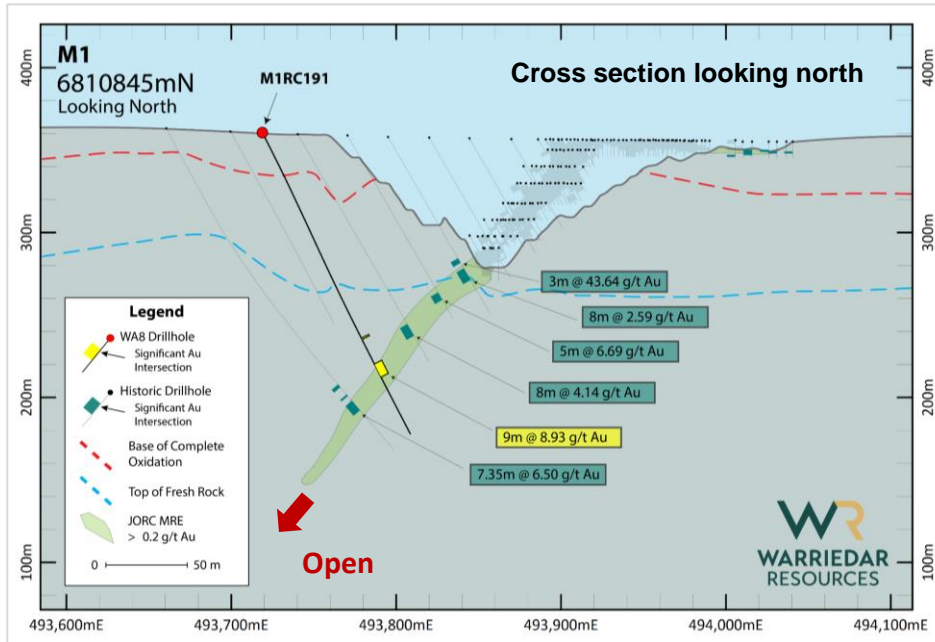 M1
6810845mN
Looking North
M1RC191
Cross section looking north
400m
300m
200m
100m
400m
300m
200m
100m
3m @ 43.64 g/t Au
8m @ 2.59 g/t Au
5m @ 6.69 g/t Au
8m @ 4.14 g/t Au
9m @ 8.93 g/t Au
7.35m @ 6.50 g/t Au
Legend
WA8 Drillhole
Significant Au
Intersection
Historic Drillhole
Significant Au
Intersection
Base of Complete
Oxidation
Top of Fresh Rock
JORC MRE
> 0.2 g/t Au
0 50 m
Open
WR
WARRIEDAR
RESOURCES
493,600mE 493,700mE 493,800mE 493,900mE 494,000mE 494,100mE